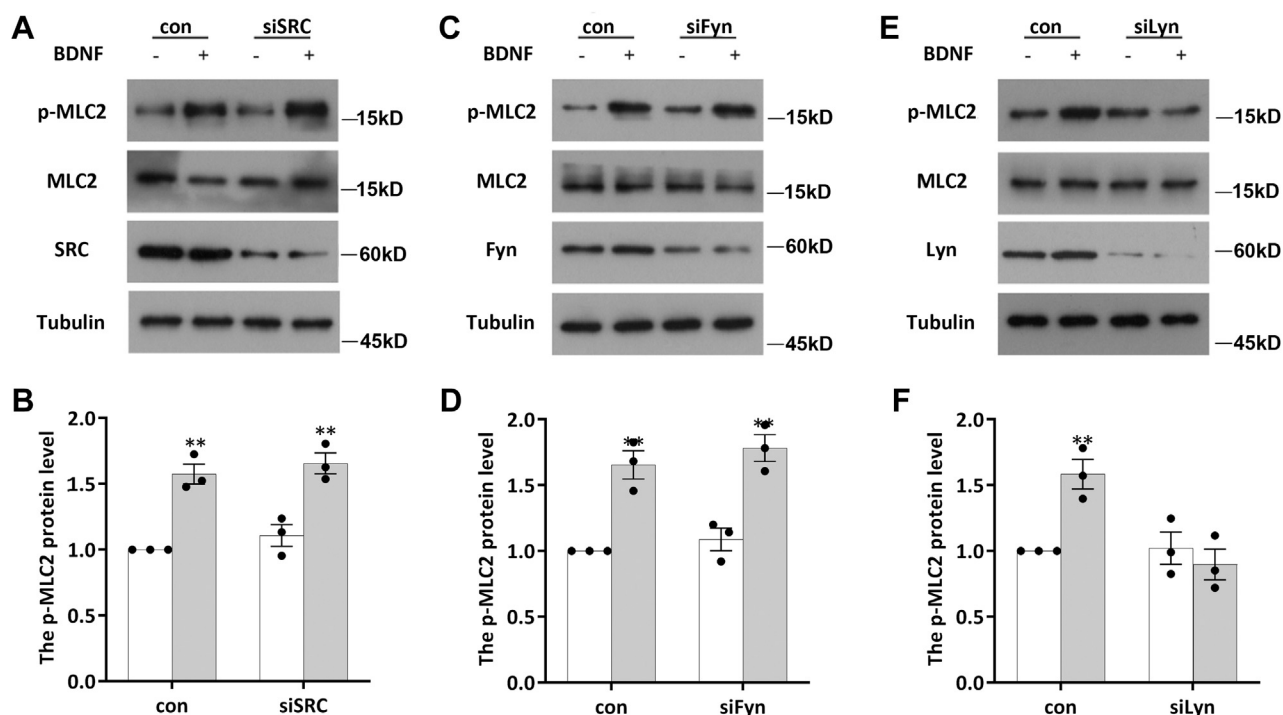 A
con siSRC
BDNF - + - +
p-MLC2 —15kD
MLC2 —15kD
SRC —60kD
Tubulin —45kD
B
The p-MLC2 protein level
2.0
** **
1.5
1.0
0.5
0.0
con siSRC
C
con siFyn
BDNF - + - +
p-MLC2 —15kD
MLC2 —15kD
Fyn —60kD
Tubulin —45kD
D
The p-MLC2 protein level
2.0
** **
1.5
1.0
0.5
0.0
con siFyn
E
con siLyn
BDNF - + - +
p-MLC2 —15kD
MLC2 —15kD
Lyn —60kD
Tubulin —45kD
F
The p-MLC2 protein level
2.0
**
1.5
1.0
0.5
0.0
con siLyn